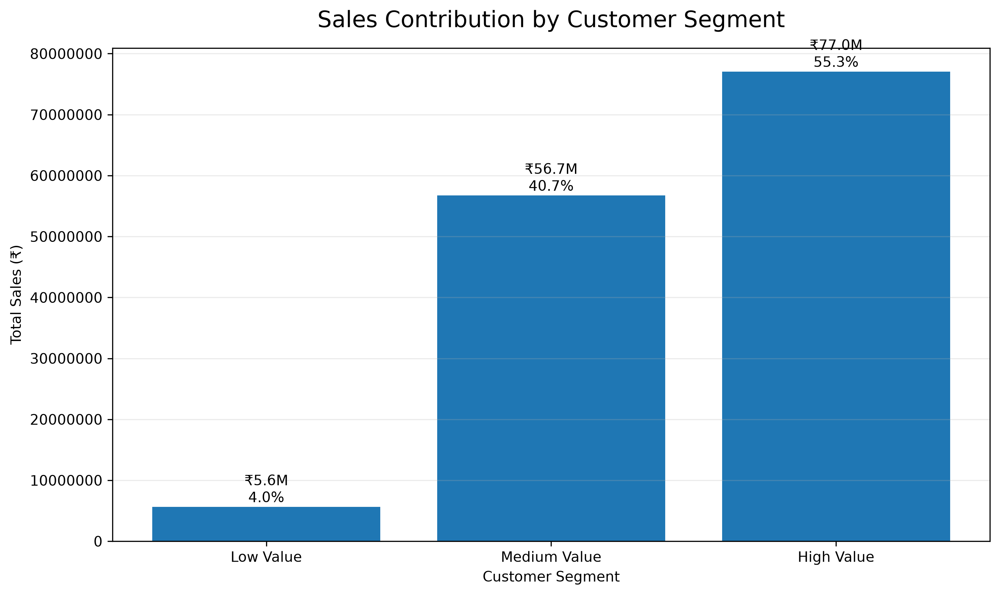 Sales Contribution by Customer Segment
₹77.0M
55.3%
80000000
70000000
₹56.7M
40.7%
60000000
50000000
40000000
30000000
20000000
₹5.6M
4.0%
10000000
0
Total Sales (₹)
Low Value
Medium Value
High Value
Customer Segment